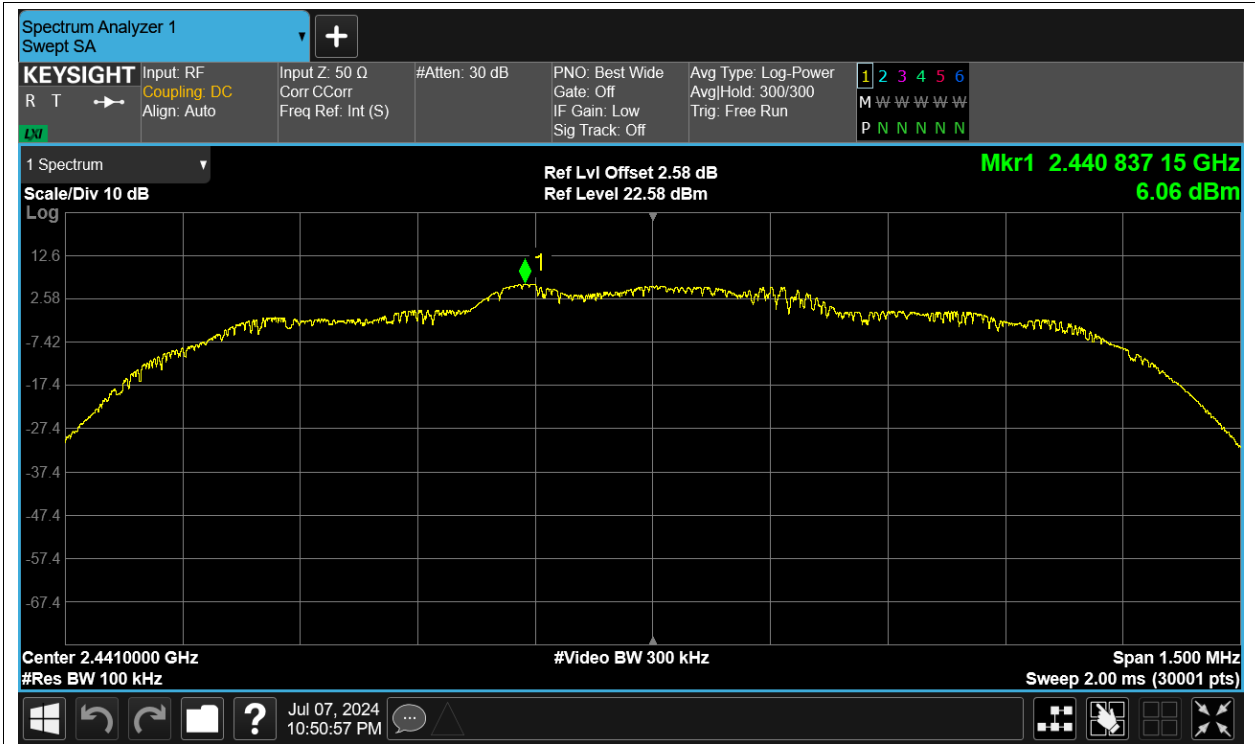 Spectrum Analyzer 1
Swept SA
KEYSIGHT
R T
LXI
Input: RF
Coupling: DC
Align: Auto
Input Z: 50 Ω
Corr CCorr
Freq Ref: Int (S)
#Atten: 30 dB
PNO: Best Wide
Gate: Off
IF Gain: Low
Sig Track: Off
Avg Type: Log-Power
Avg|Hold: 300/300
Trig: Free Run
1 2 3 4 5 6
M W W W W W
P N N N N N
1 Spectrum
Scale/Div 10 dB
Log
Ref Lvl Offset 2.58 dB
Ref Level 22.58 dBm
Mkr1 2.440 837 15 GHz
6.06 dBm
1
12.6
2.58
-7.42
-17.4
-27.4
-37.4
-47.4
-57.4
-67.4
Center 2.4410000 GHz
#Res BW 100 kHz
#Video BW 300 kHz
Span 1.500 MHz
Sweep 2.00 ms (30001 pts)
?
Jul 07, 2024
10:50:57 PM